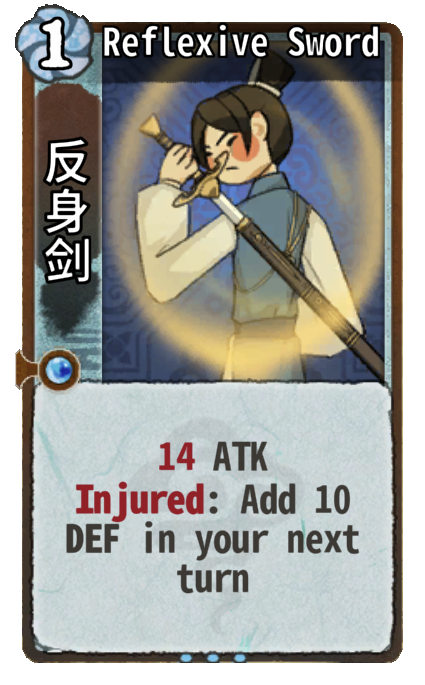 1
Reflexive Sword
反身剑
14 ATK
Injured: Add 10
DEF in your next
turn